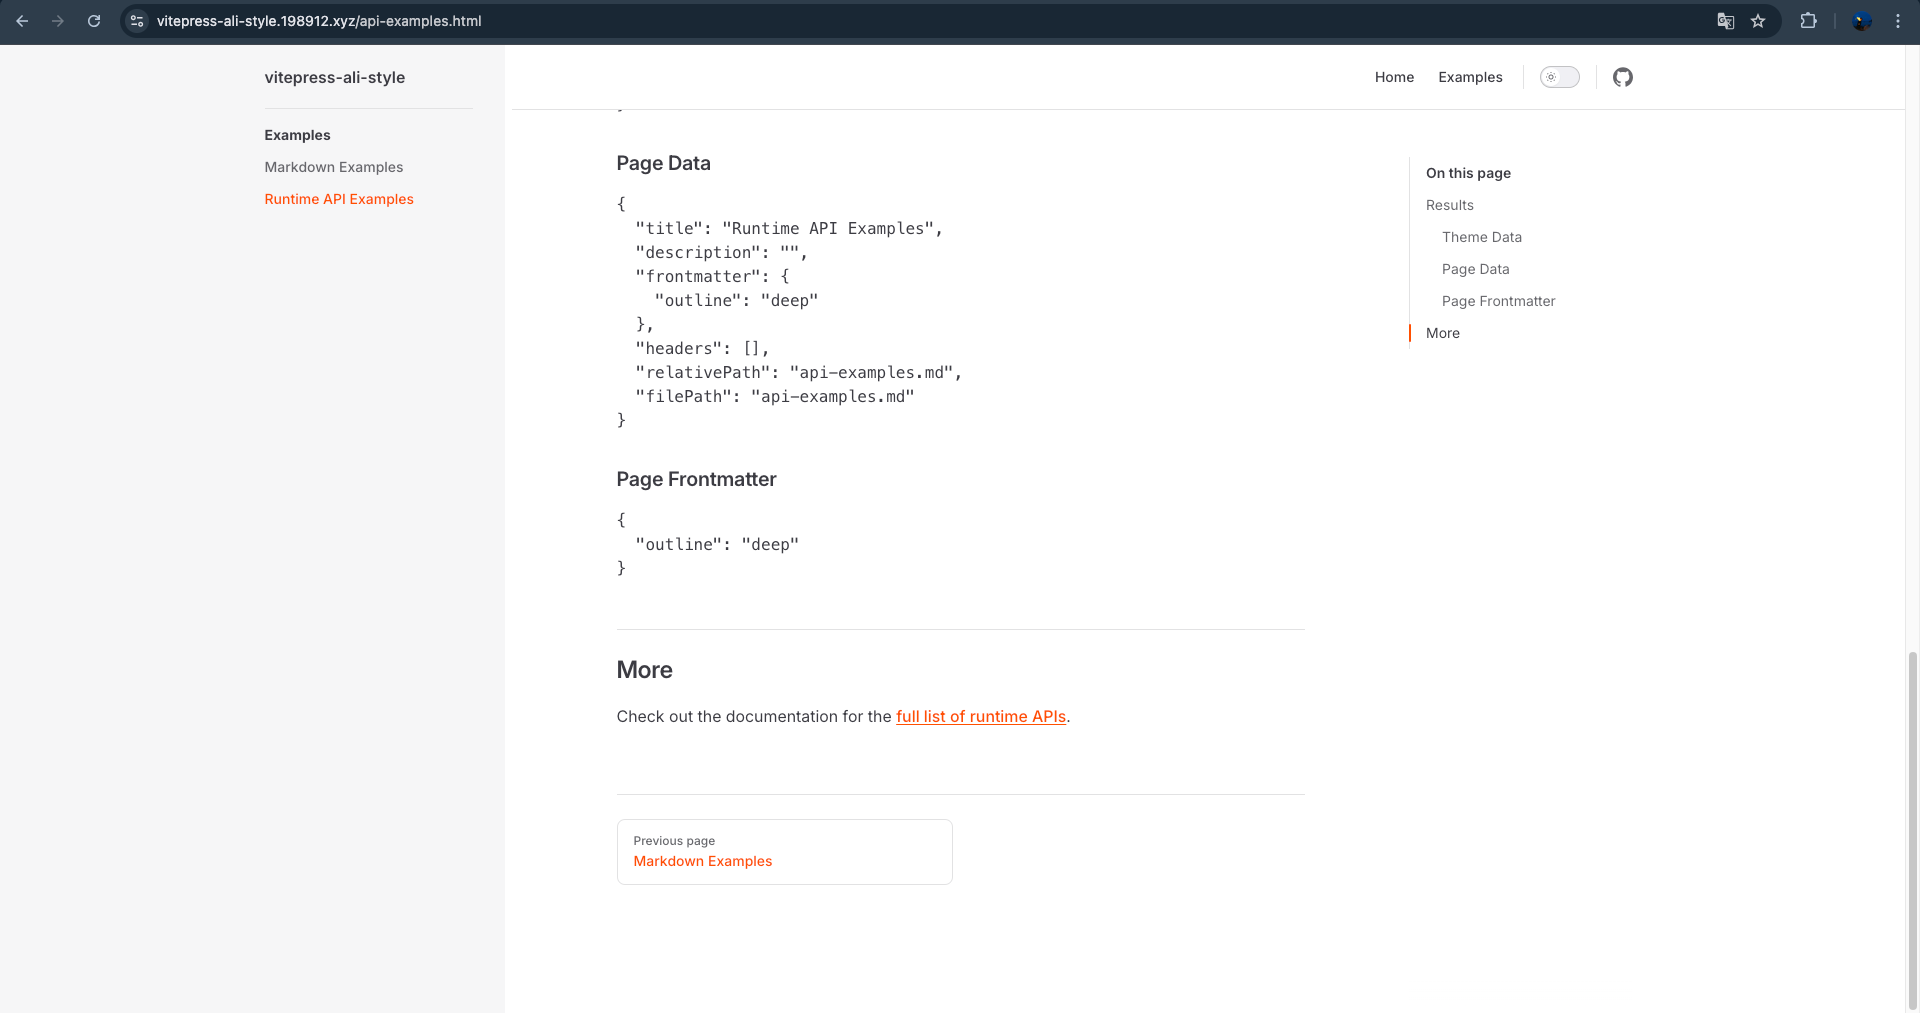 vitepress-ali-style.198912.xyz/api-examples.html
vitepress-ali-style
Home
Examples
Examples
Markdown Examples
Runtime API Examples
Page Data
{
  "title": "Runtime API Examples",
  "description": "",
  "frontmatter": {
    "outline": "deep"
  },
  "headers": [],
  "relativePath": "api-examples.md",
  "filePath": "api-examples.md"
}
Page Frontmatter
{
  "outline": "deep"
}
More
Check out the documentation for the full list of runtime APIs.
Previous page
Markdown Examples
On this page
Results
Theme Data
Page Data
Page Frontmatter
More